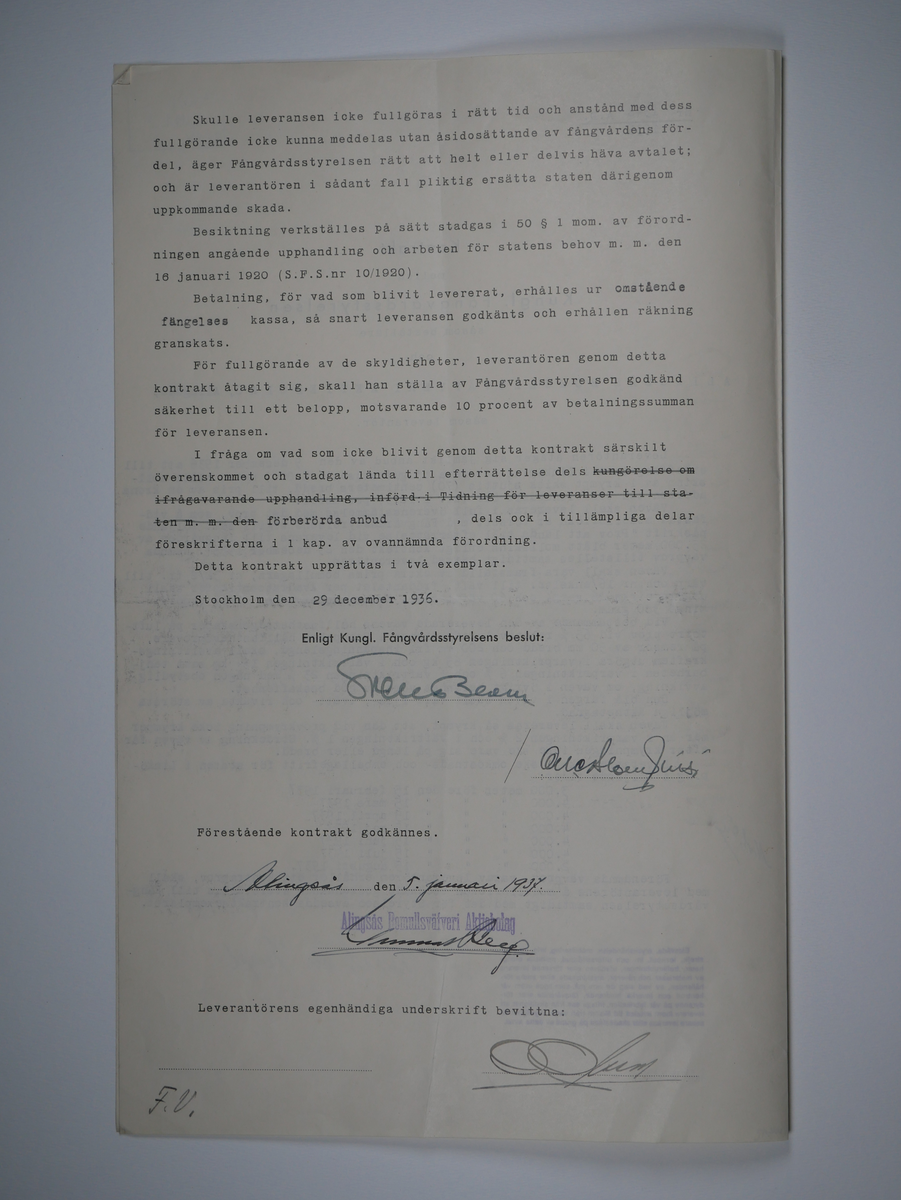 Skulle leveransen icke fullgöras i rätt tid och anstånd med dess
fullgörande icke kunna meddelas utan åsidosättande av fångvårdens för-
del, äger Fångvårdsstyrelsen rätt att helt eller delvis häva avtalet;
och är leverantören i sådant fall pliktig ersätta staten därigenom
uppkommande skada.
Besiktning verkställes på sätt stadgas i 50 § 1 mom. av förord-
ningen angående upphandling och arbeten för statens behov m. m. den
16 januari 1920 (S.F.S.nr 10/1920).
Betalning, för vad som blivit levererat, erhålles ur omstående
fängelses kassa, så snart leveransen godkänts och erhållen räkning
granskats.
För fullgörande av de skyldigheter, leverantören genom detta
kontrakt åtagit sig, skall han ställa av Fångvårdsstyrelsen godkänd
säkerhet till ett belopp, motsvarande 10 procent av betalningssumman
för leveransen.
I fråga om vad som icke blivit genom detta kontrakt särskilt
överenskommet och stadgat lända till efterrättelse dels kungörelse om
ifrågavarande upphandling, införd i Tidning för leveranser till sta-
ten m. m. den förberörda anbud , dels ock i tillämpliga delar
föreskrifterna i 1 kap. av ovannämnda förordning.
Detta kontrakt upprättas i två exemplar.
Stockholm den 29 december 1936.
Enligt Kungl. Fångvårdsstyrelsens beslut:
Förestående kontrakt godkännes.
Alingsås den 5. januari 1937.
Alingsås Bomullsväfveri Aktiebolag
Leverantörens egenhändiga underskrift bevittna:
F.V.